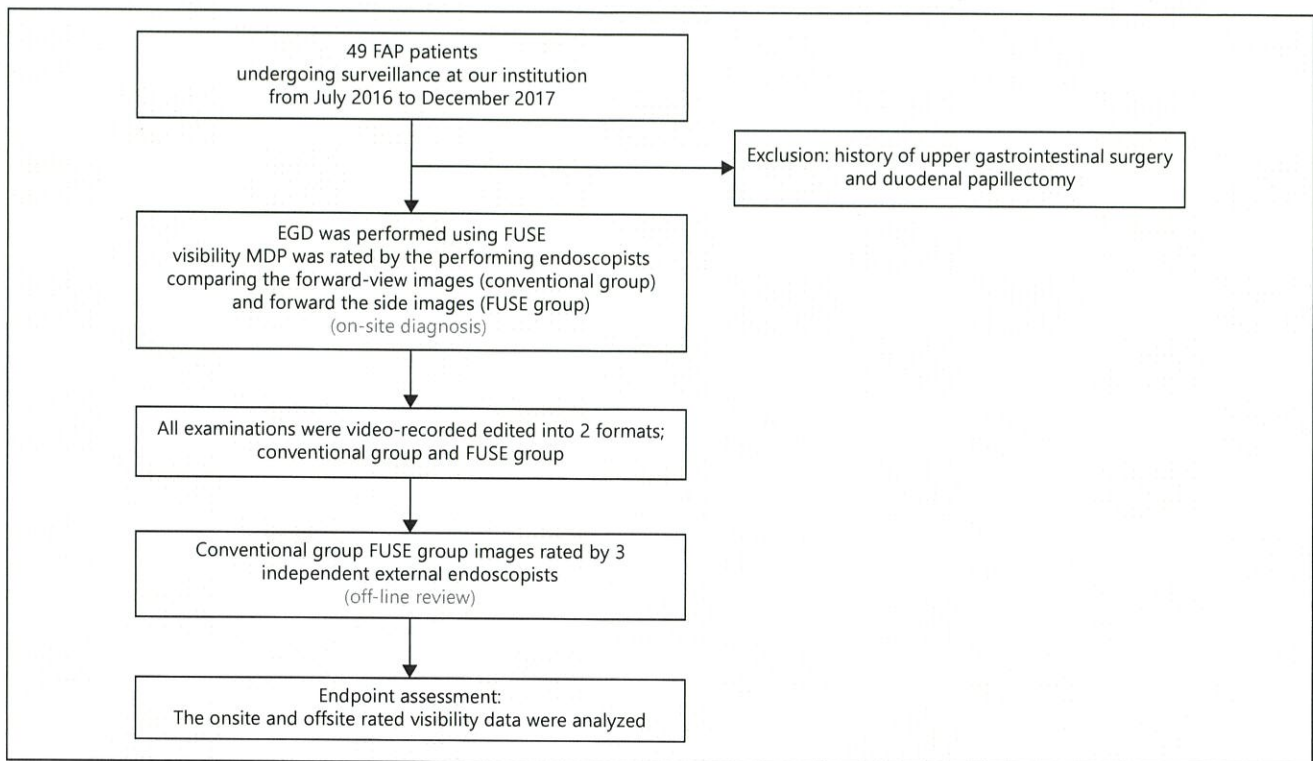 49 FAP patients
undergoing surveillance at our institution
from July 2016 to December 2017
Exclusion: history of upper gastrointestinal surgery
and duodenal papillectomy
EGD was performed using FUSE
visibility MDP was rated by the performing endoscopists
comparing the forward-view images (conventional group)
and forward the side images (FUSE group)
(on-site diagnosis)
All examinations were video-recorded edited into 2 formats;
conventional group and FUSE group
Conventional group FUSE group images rated by 3
independent external endoscopists
(off-line review)
Endpoint assessment:
The onsite and offsite rated visibility data were analyzed